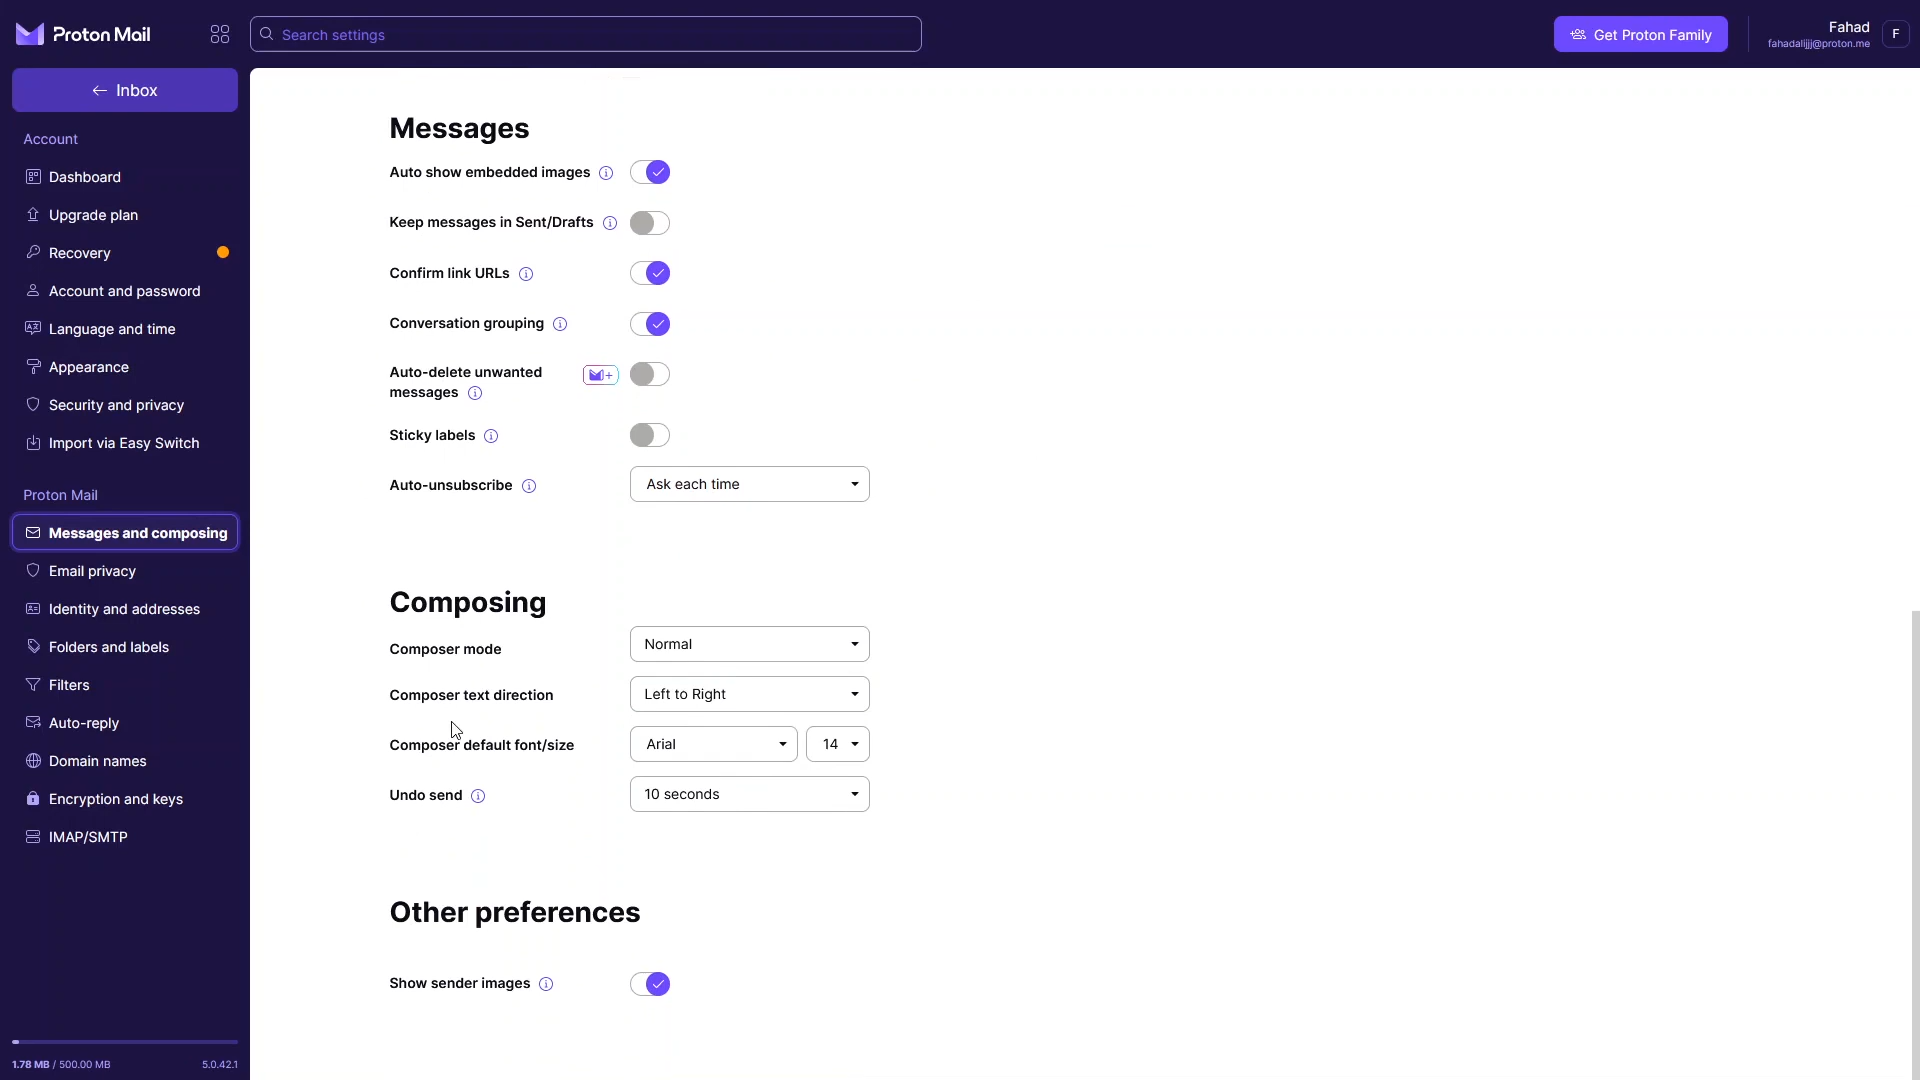 Proton Mail
Search settings
Get Proton Family
Fahad
fahadalijjj@proton.me
F
Inbox
Account
Dashboard
Upgrade plan
Recovery
Account and password
Language and time
Appearance
Security and privacy
Import via Easy Switch
Proton Mail
Messages and composing
Email privacy
Identity and addresses
Folders and labels
Filters
Auto-reply
Domain names
Encryption and keys
IMAP/SMTP
1.78 MB / 500.00 MB
5.0.42.1
Messages
Auto show embedded images
Keep messages in Sent/Drafts
Confirm link URLs
Conversation grouping
Auto-delete unwanted
messages
Sticky labels
Auto-unsubscribe
Ask each time
Composing
Composer mode
Normal
Composer text direction
Left to Right
Composer default font/size
Arial
14
Undo send
10 seconds
Other preferences
Show sender images